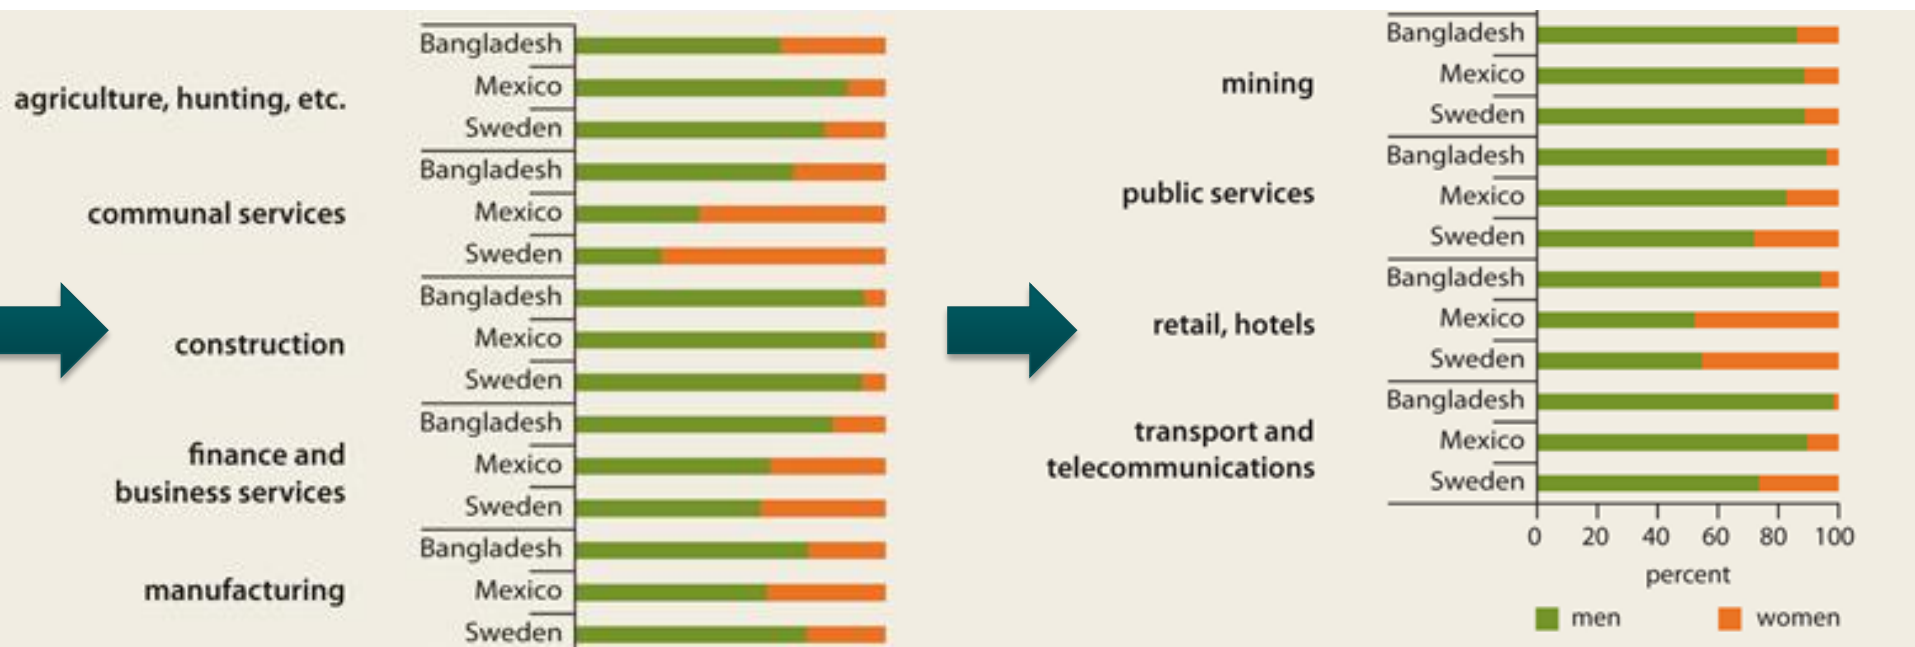 agriculture, hunting, etc.
Bangladesh
Mexico
Sweden
communal services
Bangladesh
Mexico
Sweden
construction
Bangladesh
Mexico
Sweden
finance and
business services
Bangladesh
Mexico
Sweden
manufacturing
Bangladesh
Mexico
Sweden
mining
Bangladesh
Mexico
Sweden
public services
Bangladesh
Mexico
Sweden
retail, hotels
Bangladesh
Mexico
Sweden
transport and
telecommunications
Bangladesh
Mexico
Sweden
0 20 40 60 80 100
percent
men women